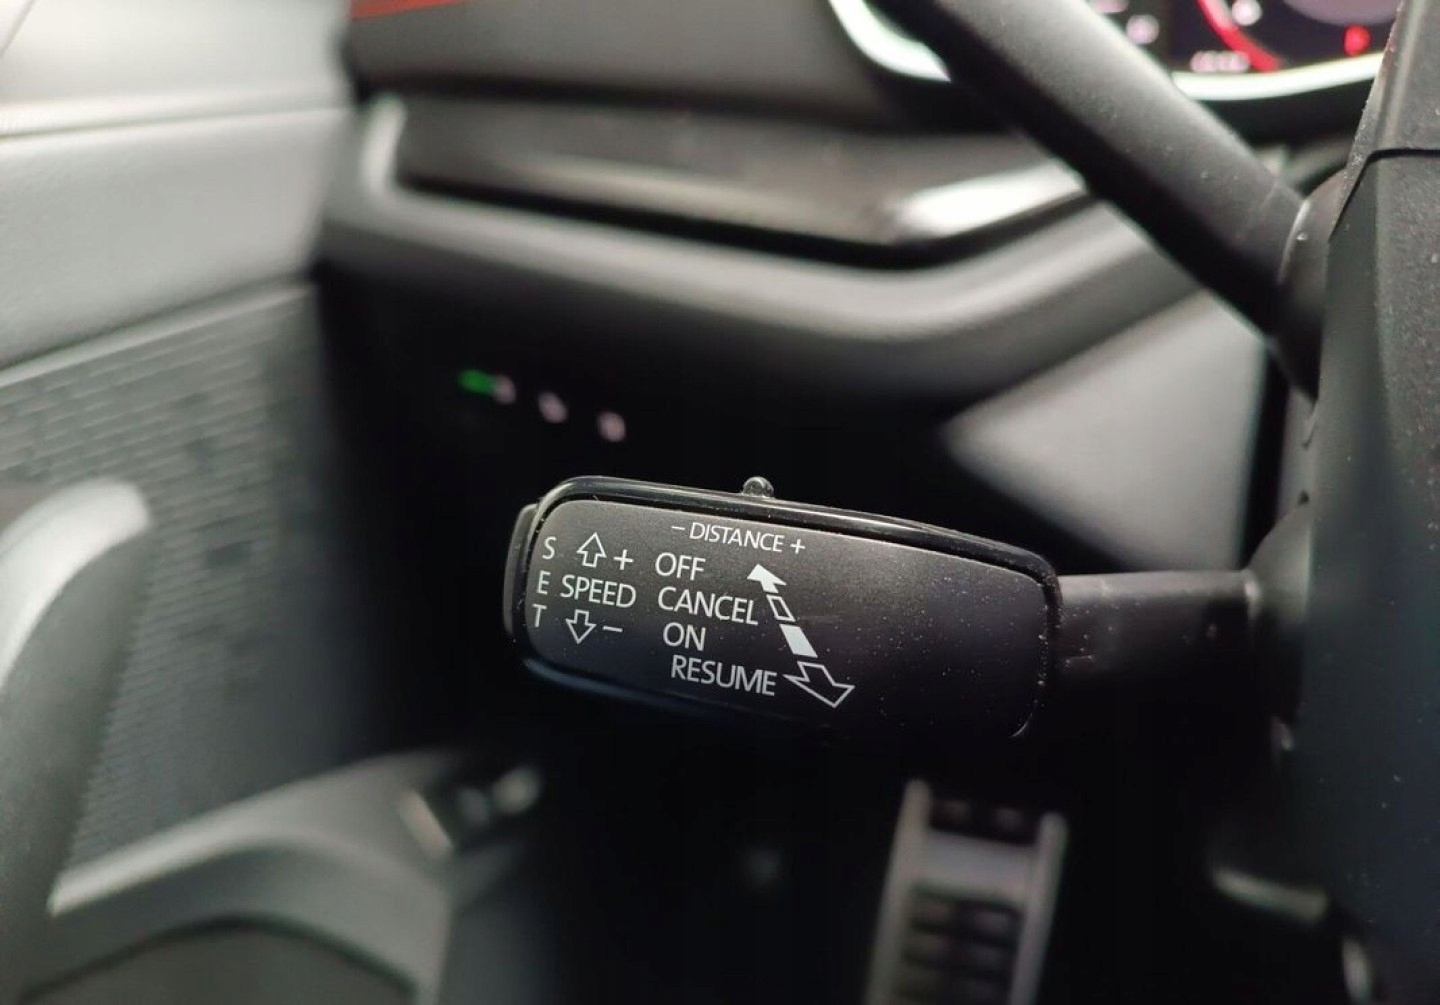 − DISTANCE +
S + OFF
E SPEED CANCEL
T − ON
RESUME